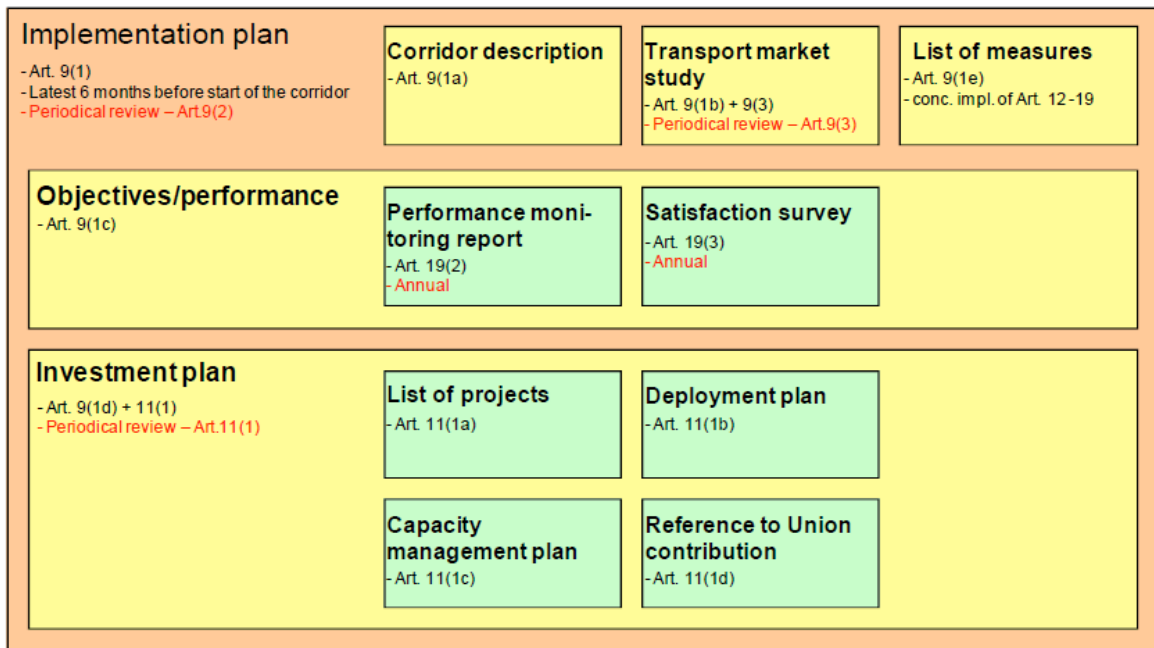 Implementation plan
- Art. 9(1)
- Latest 6 months before start of the corridor
- Periodical review – Art.9(2)
Corridor description
- Art. 9(1a)
Transport market
study
- Art. 9(1b) + 9(3)
- Periodical review – Art.9(3)
List of measures
- Art. 9(1e)
- conc. impl. of Art. 12 -19
Objectives/performance
- Art. 9(1c)
Performance moni-
toring report
- Art. 19(2)
- Annual
Satisfaction survey
- Art. 19(3)
- Annual
Investment plan
- Art. 9(1d) + 11(1)
- Periodical review – Art.11(1)
List of projects
- Art. 11(1a)
Deployment plan
- Art. 11(1b)
Capacity
management plan
- Art. 11(1c)
Reference to Union
contribution
- Art. 11(1d)